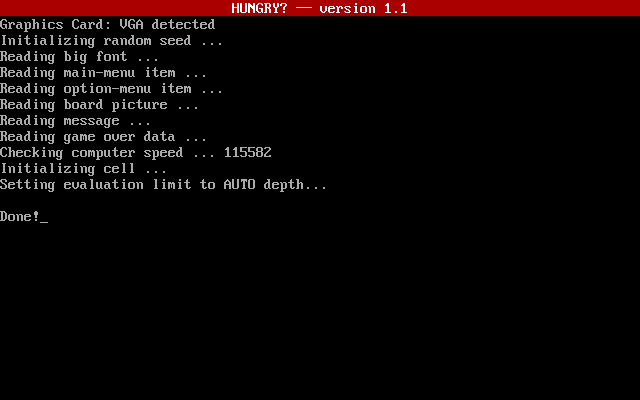 HUNGRY? — version 1.1
Graphics Card: VGA detected
Initializing random seed ...
Reading big font ...
Reading main-menu item ...
Reading option-menu item ...
Reading board picture ...
Reading message ...
Reading game over data ...
Checking computer speed ... 115582
Initializing cell ...
Setting evaluation limit to AUTO depth...
Done!_